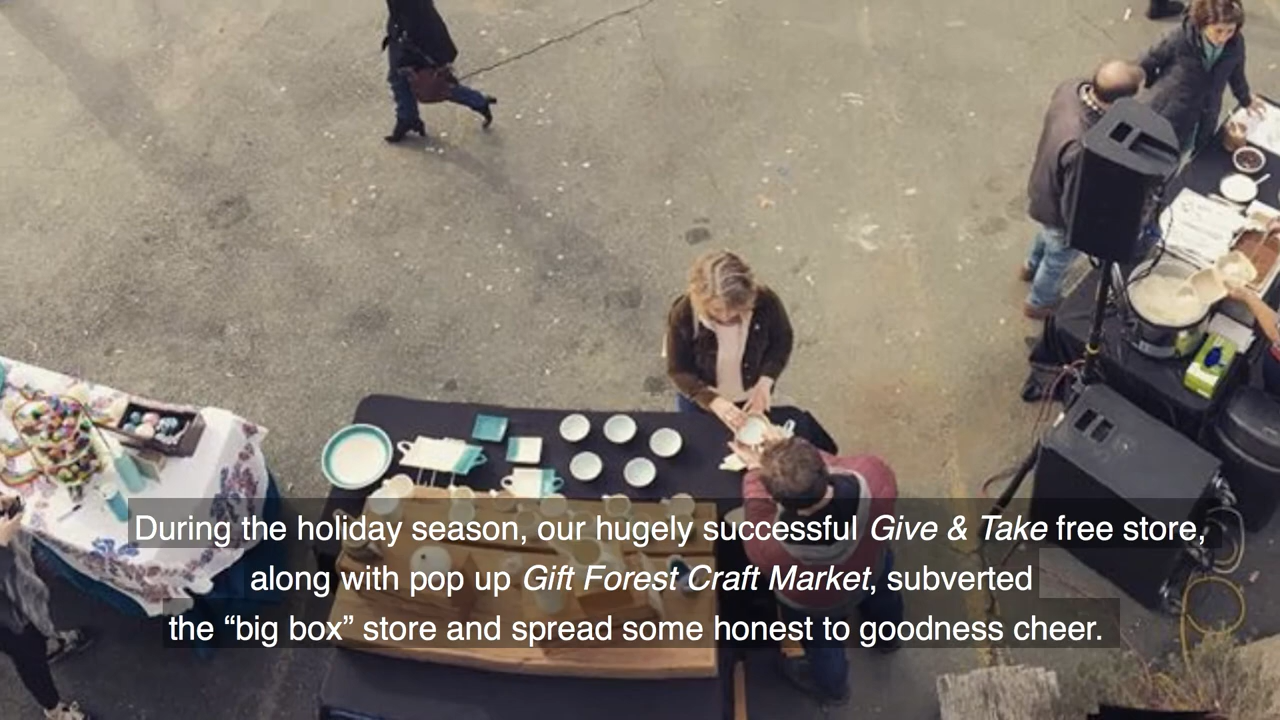 During the holiday season, our hugely successful Give & Take free store,
along with pop up Gift Forest Craft Market, subverted
the “big box” store and spread some honest to goodness cheer.